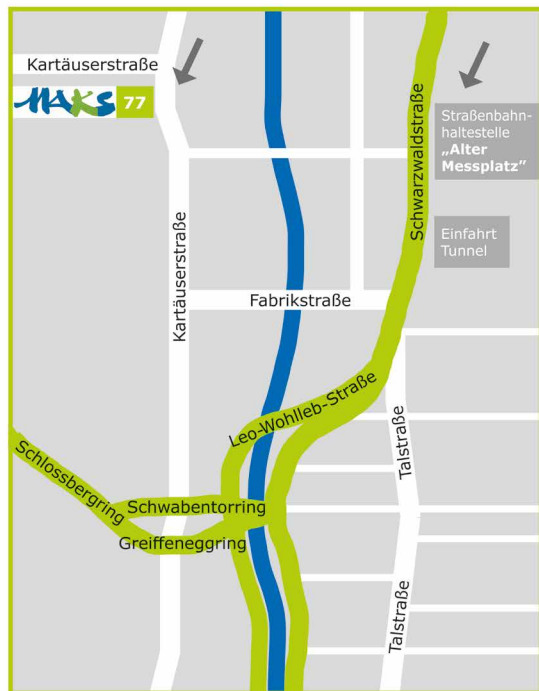 Kartäuserstraße
MAKS 77
Straßenbahn-
haltestelle
„Alter
Messplatz”
Schwarzwaldstraße
Einfahrt
Tunnel
Kartäuserstraße
Fabrikstraße
Leo-Wohlleb-Straße
Talstraße
Schlossbergring
Schwabentorring
Greiffeneggring
Talstraße